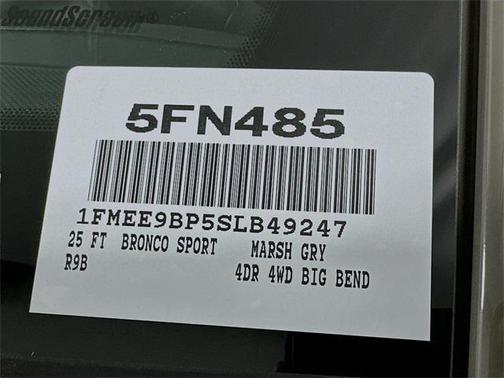 SoundScreen®
5FN485
1FMEE9BP5SLB49247
25 FT BRONCO SPORT MARSH GRY
R9B 4DR 4WD BIG BEND